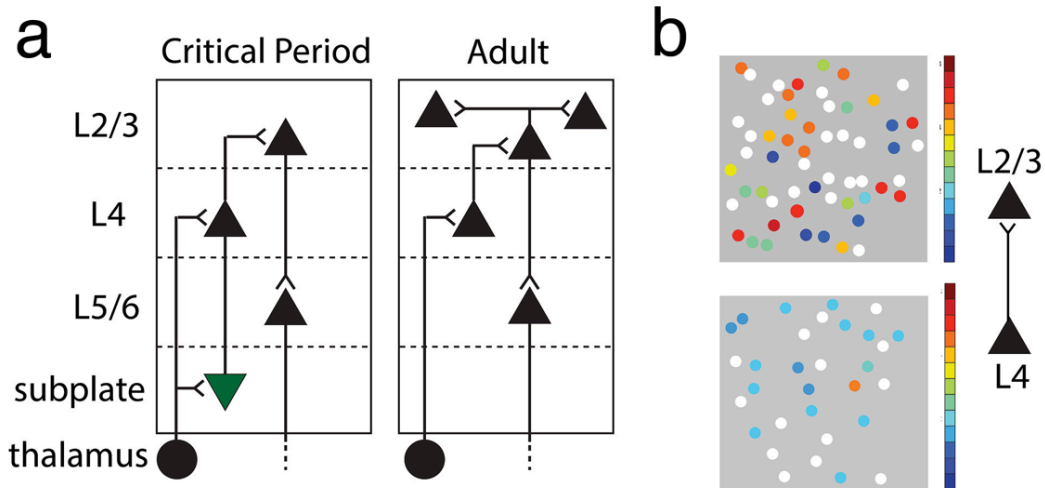 a
Critical Period
Adult
b
L2/3
L4
L5/6
subplate
thalamus
L2/3
L4